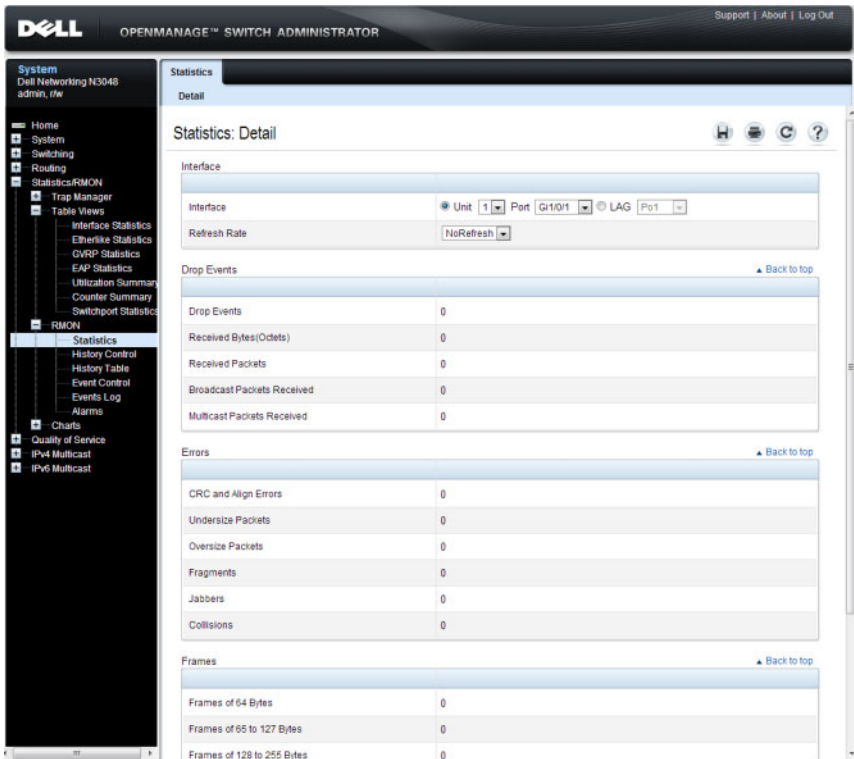 Support | About | Log Out
DELL
OPENMANAGE™ SWITCH ADMINISTRATOR
System
Dell Networking N3048
admin, r/w
Home
System
Switching
Routing
Statistics/RMON
Trap Manager
Table Views
Interface Statistics
Etherlike Statistics
GVRP Statistics
EAP Statistics
Utilization Summary
Counter Summary
Switchport Statistics
RMON
Statistics
History Control
History Table
Event Control
Events Log
Alarms
Charts
Quality of Service
IPv4 Multicast
IPv6 Multicast
Statistics
Detail
Statistics: Detail
Interface
Interface Unit 1 Port Gi1/0/1 LAG Po1
Refresh Rate NoRefresh
Drop Events Back to top
Drop Events 0
Received Bytes(Octets) 0
Received Packets 0
Broadcast Packets Received 0
Multicast Packets Received 0
Errors Back to top
CRC and Align Errors 0
Undersize Packets 0
Oversize Packets 0
Fragments 0
Jabbers 0
Collisions 0
Frames Back to top
Frames of 64 Bytes 0
Frames of 65 to 127 Bytes 0
Frames of 128 to 255 Bytes 0